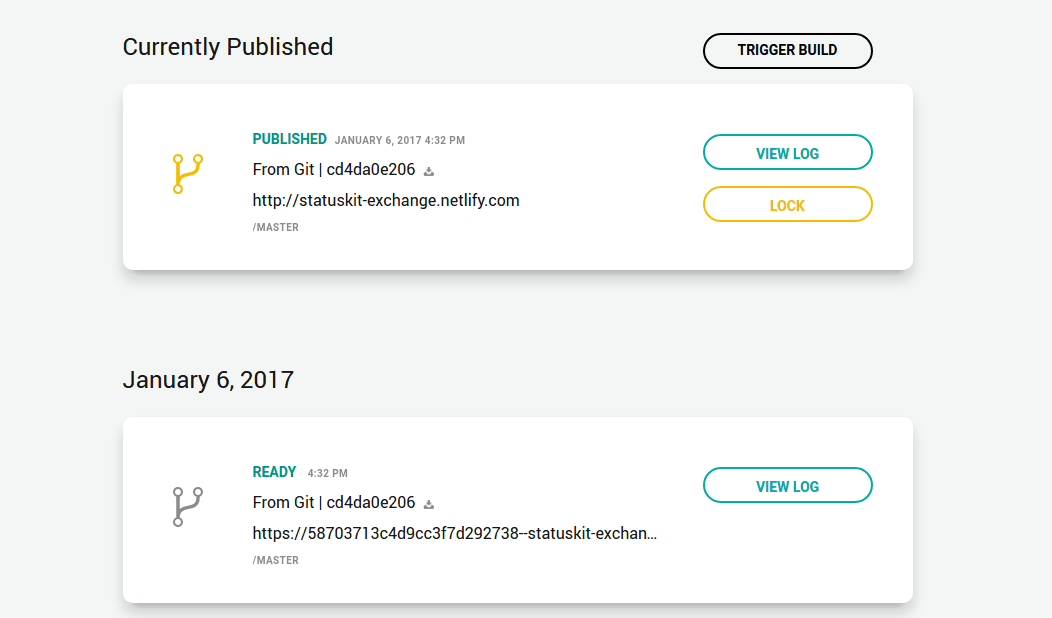 Currently Published
TRIGGER BUILD
PUBLISHED JANUARY 6, 2017 4:32 PM
From Git | cd4da0e206
http://statuskit-exchange.netlify.com
/MASTER
VIEW LOG
LOCK
January 6, 2017
READY 4:32 PM
From Git | cd4da0e206
https://58703713c4d9cc3f7d292738--statuskit-exchan...
/MASTER
VIEW LOG